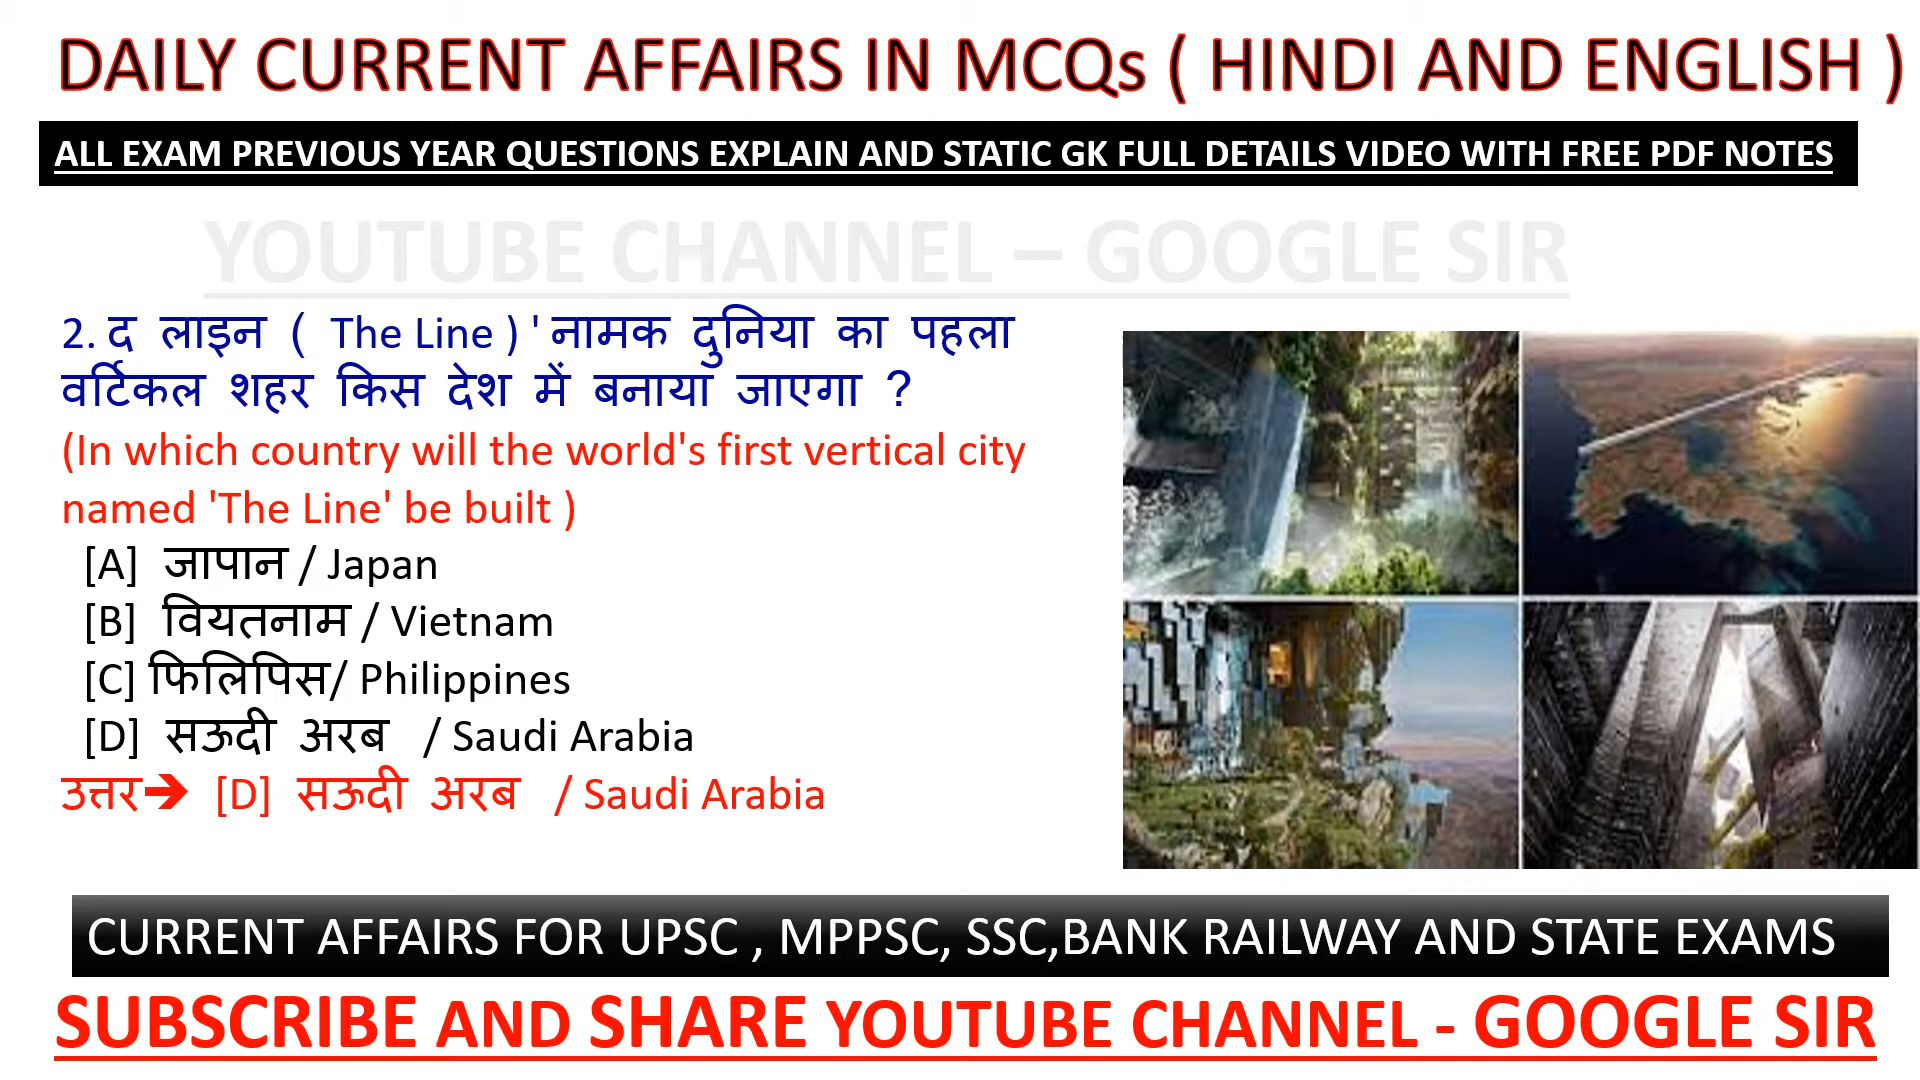 DAILY CURRENT AFFAIRS IN MCQs ( HINDI AND ENGLISH )
ALL EXAM PREVIOUS YEAR QUESTIONS EXPLAIN AND STATIC GK FULL DETAILS VIDEO WITH FREE PDF NOTES
YOUTUBE CHANNEL – GOOGLE SIR
2. द लाइन ( The Line ) ' नामक दुनिया का पहला
वर्टिकल शहर किस देश में बनाया जाएगा ?
(In which country will the world's first vertical city
named 'The Line' be built )
[A] जापान / Japan
[B] वियतनाम / Vietnam
[C] फिलिपिस/ Philippines
[D] सऊदी अरब / Saudi Arabia
उत्तर🡺 [D] सऊदी अरब / Saudi Arabia
CURRENT AFFAIRS FOR UPSC , MPPSC, SSC,BANK RAILWAY AND STATE EXAMS
SUBSCRIBE AND SHARE YOUTUBE CHANNEL - GOOGLE SIR